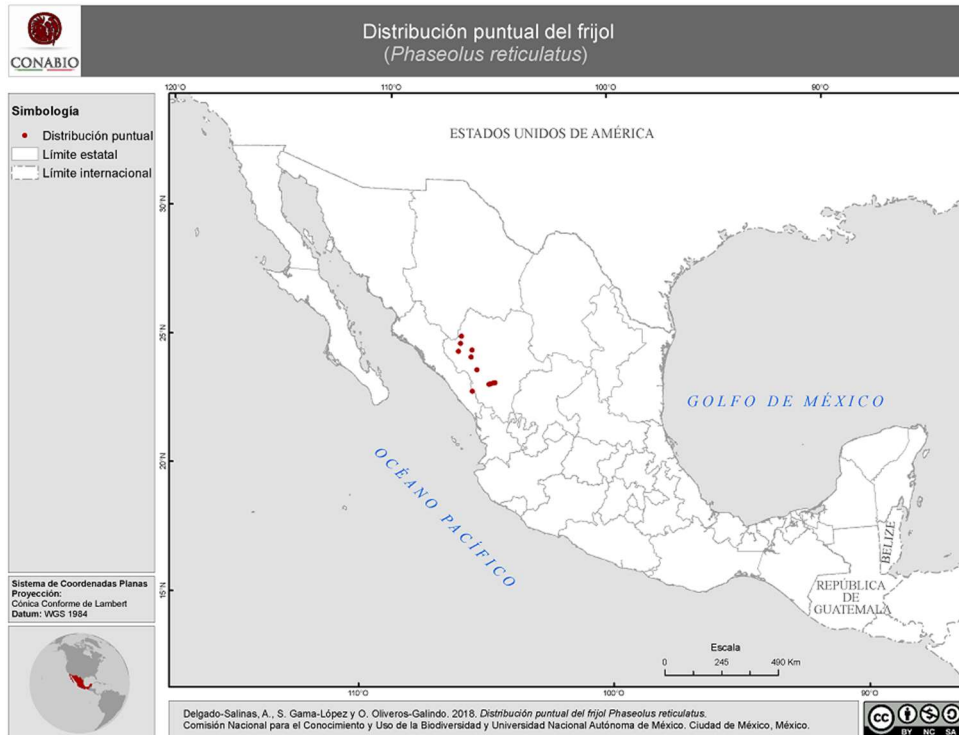 Distribución puntual del frijol
(Phaseolus reticulatus)
CONABIO
Simbología
Distribución puntual
Límite estatal
Límite internacional
120°O
110°O
100°O
90°O
30°N
25°N
20°N
15°N
ESTADOS UNIDOS DE AMÉRICA
GOLFO DE MÉXICO
OCÉANO PACÍFICO
BELIZE
REPÚBLICA
DE
GUATEMALA
Escala
0 245 490 Km
110°O
100°O
90°O
Sistema de Coordenadas Planas
Proyección:
Cónica Conforme de Lambert
Datum: WGS 1984
Delgado-Salinas, A., S. Gama-López y O. Oliveros-Galindo. 2018. Distribución puntual del frijol Phaseolus reticulatus.
Comisión Nacional para el Conocimiento y Uso de la Biodiversidad y Universidad Nacional Autónoma de México. Ciudad de México, México.
CC
BY NC SA